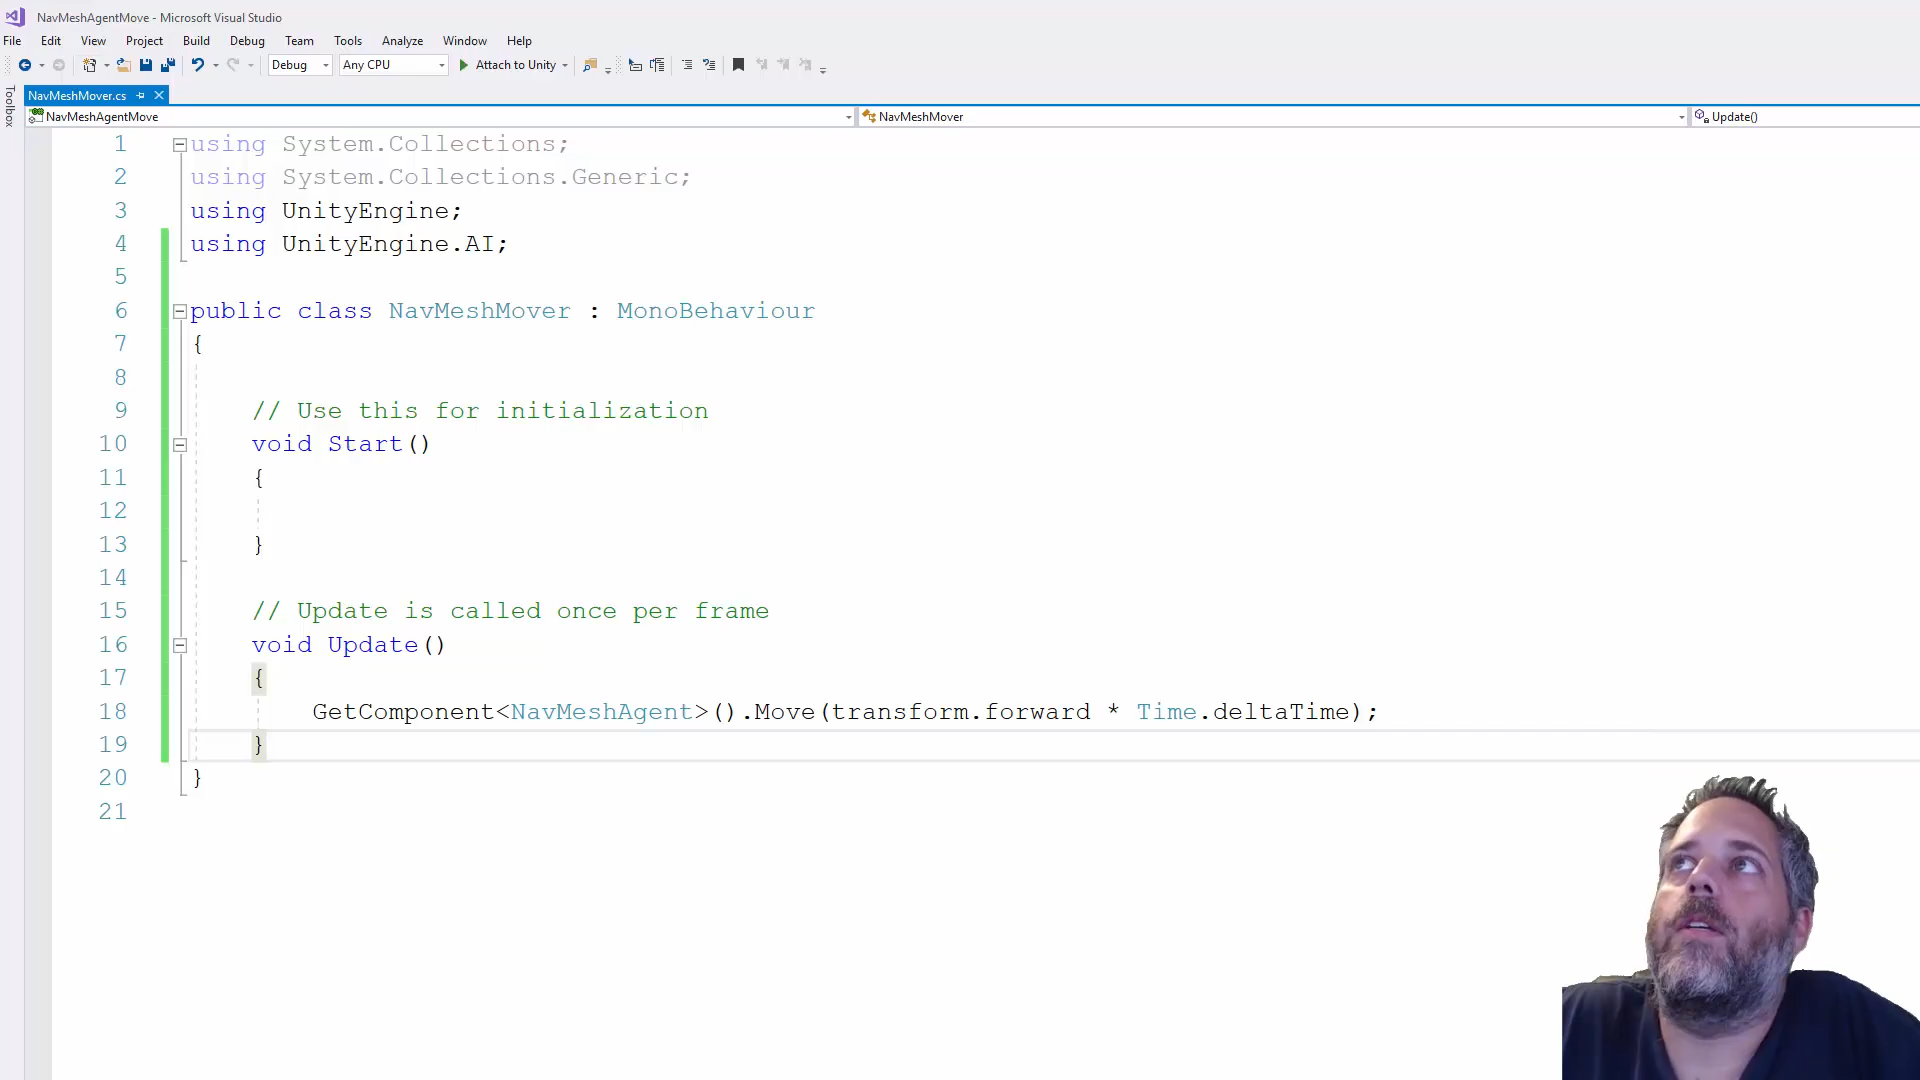 NavMeshAgentMove - Microsoft Visual Studio
File Edit View Project Build Debug Team Tools Analyze Window Help
Debug Any CPU Attach to Unity
Toolbox
NavMeshMover.cs
NavMeshAgentMove NavMeshMover Update()
1 using System.Collections;
2 using System.Collections.Generic;
3 using UnityEngine;
4 using UnityEngine.AI;
5
6 public class NavMeshMover : MonoBehaviour
7 {
8
9 // Use this for initialization
10 void Start()
11 {
12
13 }
14
15 // Update is called once per frame
16 void Update()
17 {
18 GetComponent<NavMeshAgent>().Move(transform.forward * Time.deltaTime);
19 }
20 }
21